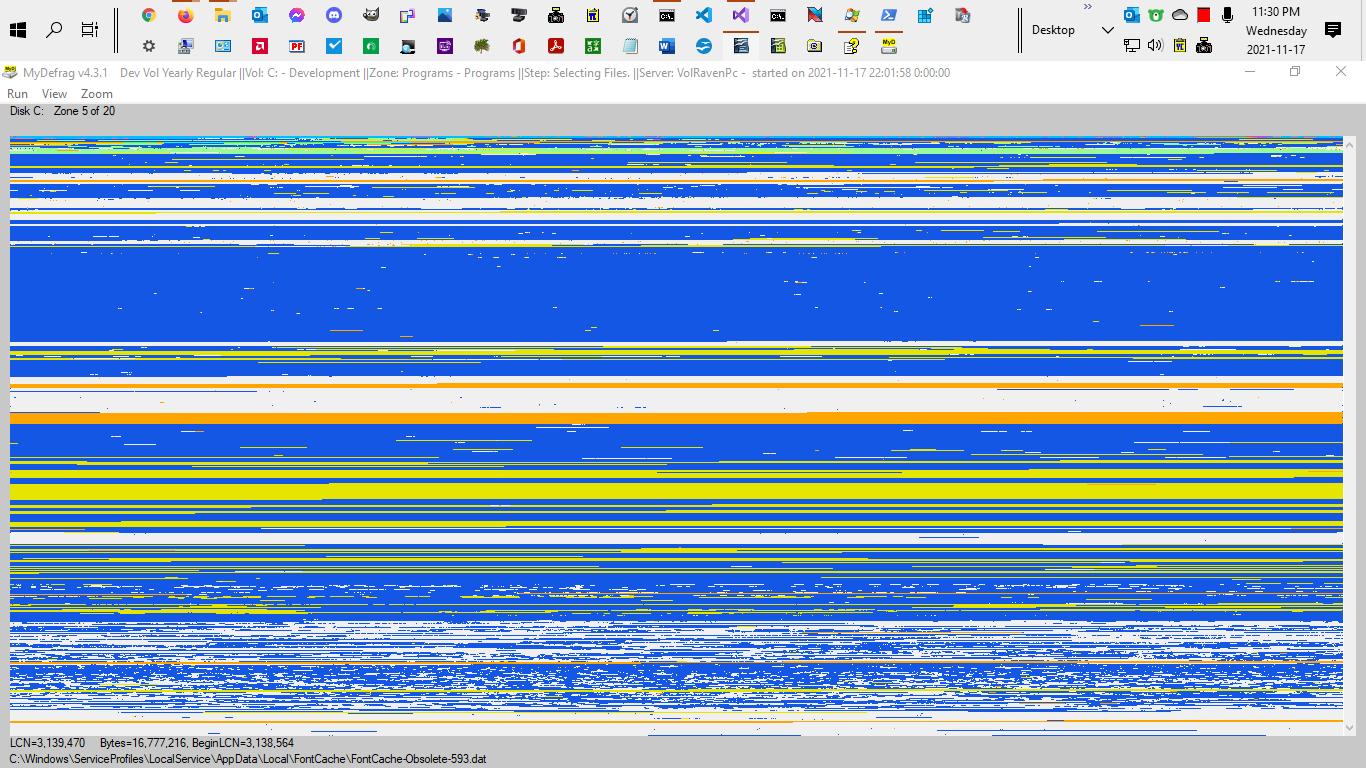 11:30 PM
Desktop
Wednesday
2021-11-17
MyDefrag v4.3.1    Dev Vol Yearly Regular ||Vol: C: - Development ||Zone: Programs - Programs ||Step: Selecting Files. ||Server: VolRavenPc -  started on 2021-11-17 22:01:58 0:00:00
Run View Zoom
Disk C:   Zone 5 of 20
LCN=3,139,470    Bytes=16,777,216, BeginLCN=3,138,564
C:\Windows\ServiceProfiles\LocalService\AppData\Local\FontCache\FontCache-Obsolete-593.dat